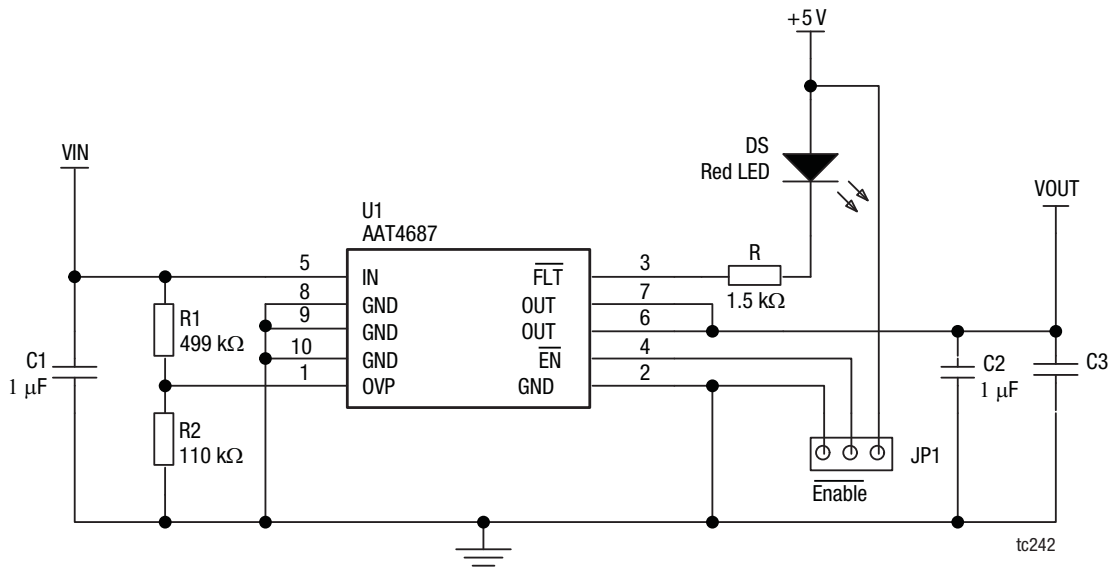 +5 V
VIN
DS
Red LED
VOUT
U1
AAT4687
R
1.5 kΩ
5
IN
8
GND
9
GND
10
GND
1
OVP
FLT
3
OUT
7
OUT
6
EN
4
GND
2
R1
499 kΩ
C1
1 μF
R2
110 kΩ
C2
1 μF
C3
JP1
Enable
tc242